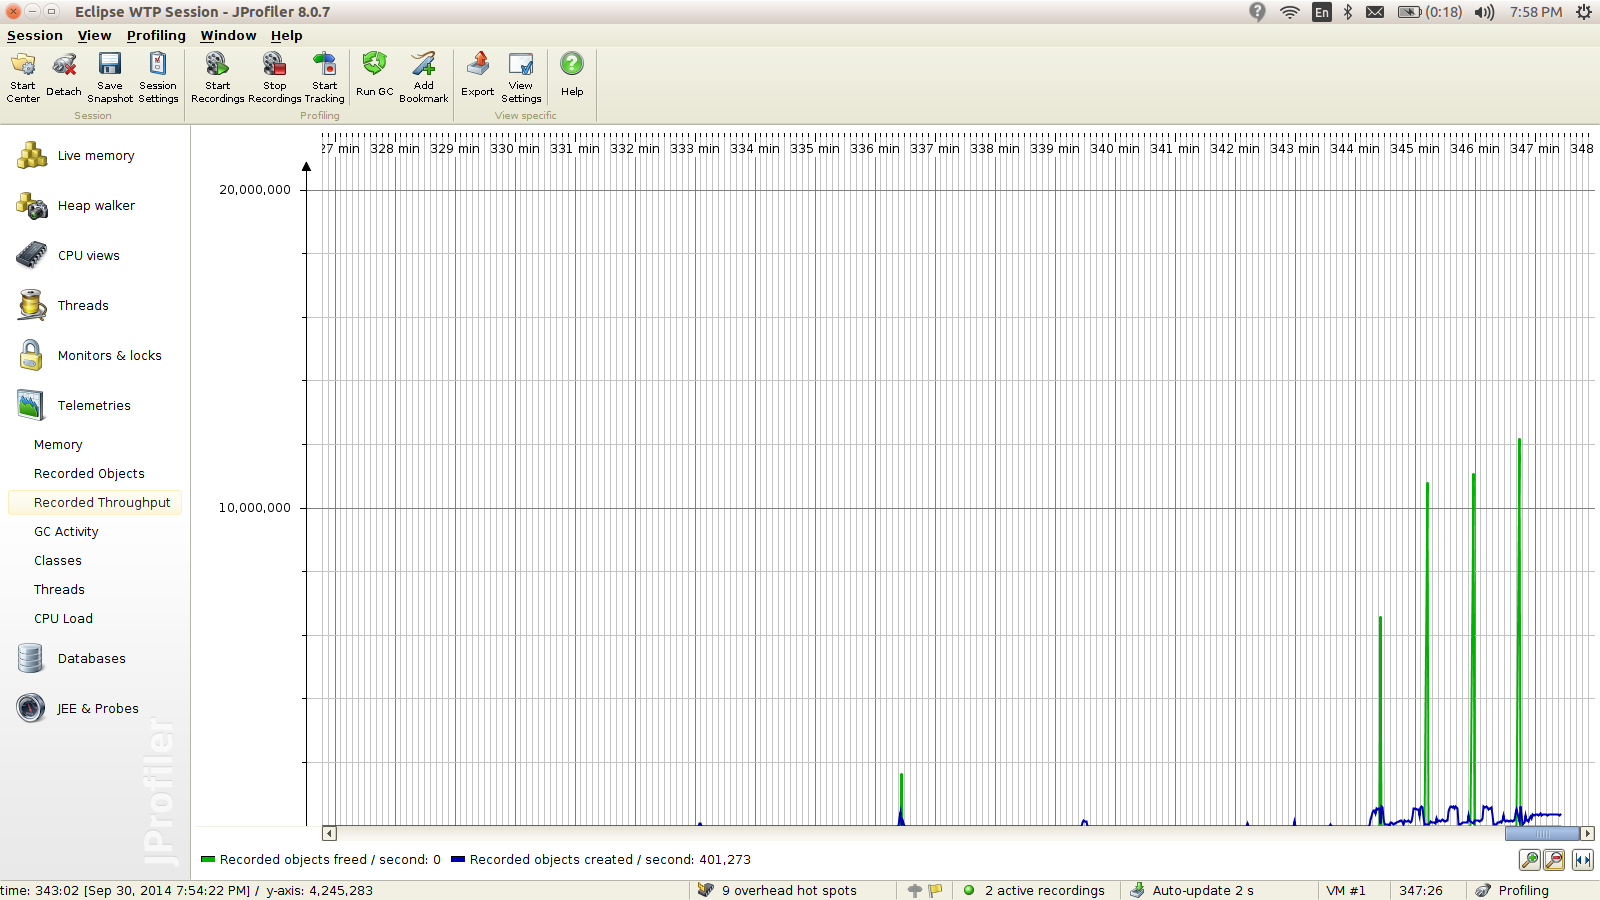 Eclipse WTP Session - JProfiler 8.0.7
En (0:18) 7:58 PM
Session View Profiling Window Help
Start Center Detach Save Snapshot Session Settings Start Recordings Stop Recordings Start Tracking Run GC Add Bookmark Export View Settings Help
Session Profiling View specific
27 min 328 min 329 min 330 min 331 min 332 min 333 min 334 min 335 min 336 min 337 min 338 min 339 min 340 min 341 min 342 min 343 min 344 min 345 min 346 min 347 min 348
Live memory
Heap walker
CPU views
Threads
Monitors & locks
Telemetries
Memory
Recorded Objects
Recorded Throughput
GC Activity
Classes
Threads
CPU Load
Databases
JEE & Probes
JProfiler
20,000,000
10,000,000
Recorded objects freed / second: 0 Recorded objects created / second: 401,273
time: 343:02 [Sep 30, 2014 7:54:22 PM] / y-axis: 4,245,283 9 overhead hot spots 2 active recordings Auto-update 2 s VM #1 347:26 Profiling